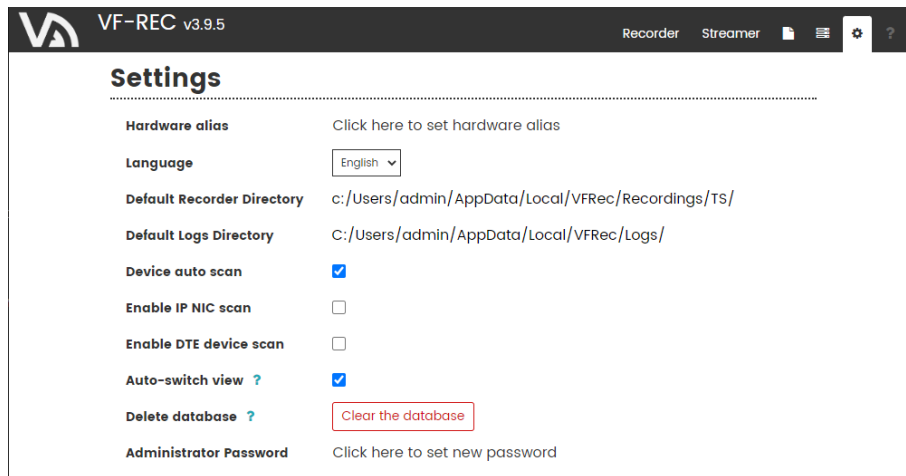 VF-REC v3.9.5
Recorder Streamer ?
Settings
Hardware alias Click here to set hardware alias
Language English
Default Recorder Directory c:/Users/admin/AppData/Local/VFRec/Recordings/TS/
Default Logs Directory C:/Users/admin/AppData/Local/VFRec/Logs/
Device auto scan
Enable IP NIC scan
Enable DTE device scan
Auto-switch view ?
Delete database ? Clear the database
Administrator Password Click here to set new password